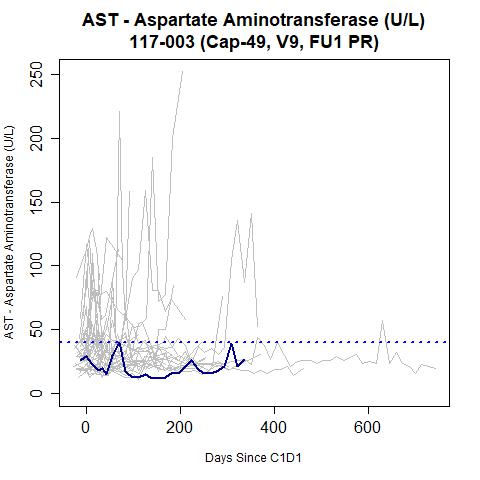 AST - Aspartate Aminotransferase (U/L)
117-003 (Cap-49, V9, FU1 PR)
AST - Aspartate Aminotransferase (U/L)
250
200
150
100
50
0
0 200 400 600
Days Since C1D1